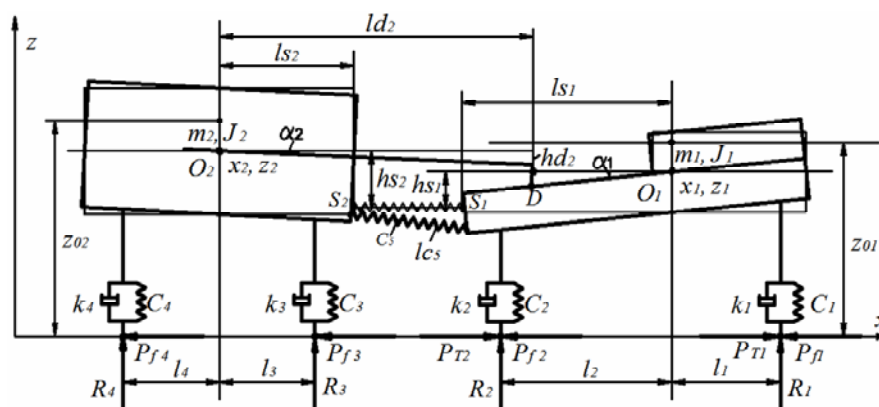 ld2
z
ls2
ls1
α2
m2, J2
hd2
α1
m1, J1
O2
x2, z2
hs2
hs1
O1
x1, z1
S2
S1
D
C5
lc5
z02
z01
k4
C4
k3
C3
k2
C2
k1
C1
x
Pf4
Pf3
PT2
Pf2
PT1
Pf1
l4
l3
l2
l1
R4
R3
R2
R1